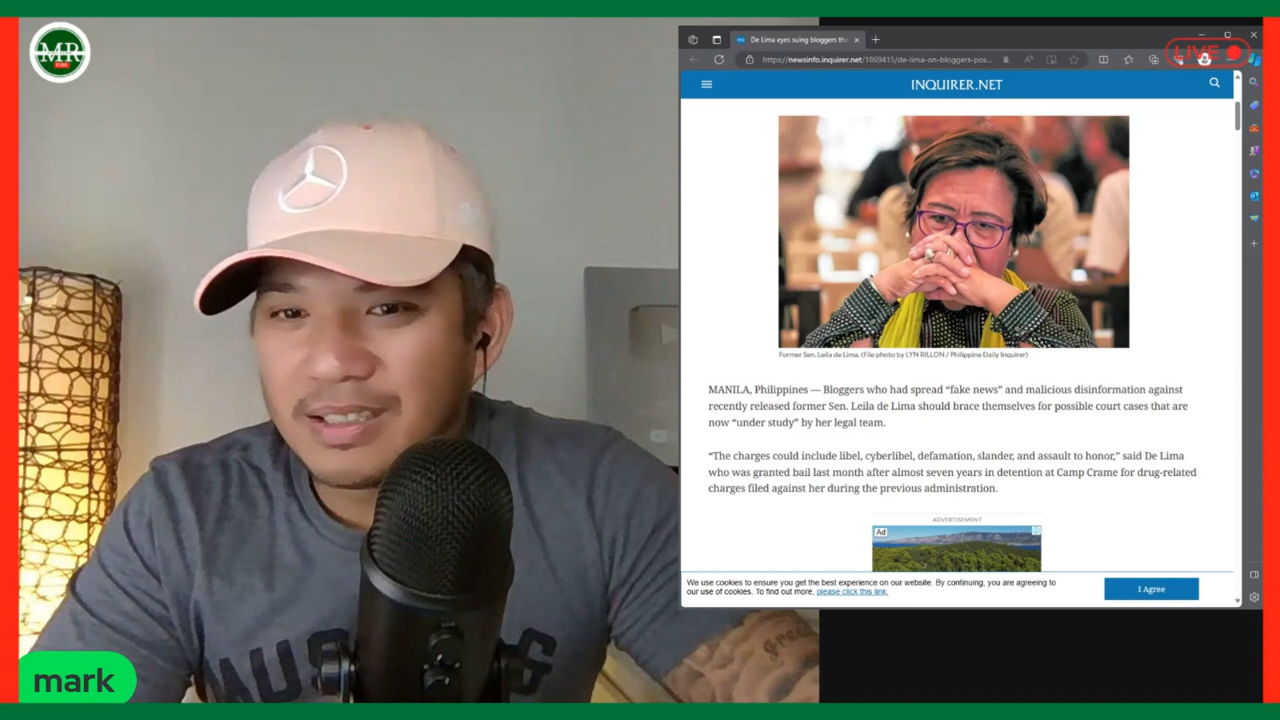 MR
LIVE
De Lima eyes suing bloggers th
https://newsinfo.inquirer.net/1869415/de-lima-on-bloggers-pos...
INQUIRER.NET
Former Sen. Leila de Lima. (File photo by LYN RILLON / Philippine Daily Inquirer)
MANILA, Philippines — Bloggers who had spread “fake news” and malicious disinformation against
recently released former Sen. Leila de Lima should brace themselves for possible court cases that are
now “under study” by her legal team.
“The charges could include libel, cyberlibel, defamation, slander, and assault to honor,” said De Lima
who was granted bail last month after almost seven years in detention at Camp Crame for drug-related
charges filed against her during the previous administration.
ADVERTISEMENT
Ad
We use cookies to ensure you get the best experience on our website. By continuing, you are agreeing to
our use of cookies. To find out more, please click this link.
I Agree
mark